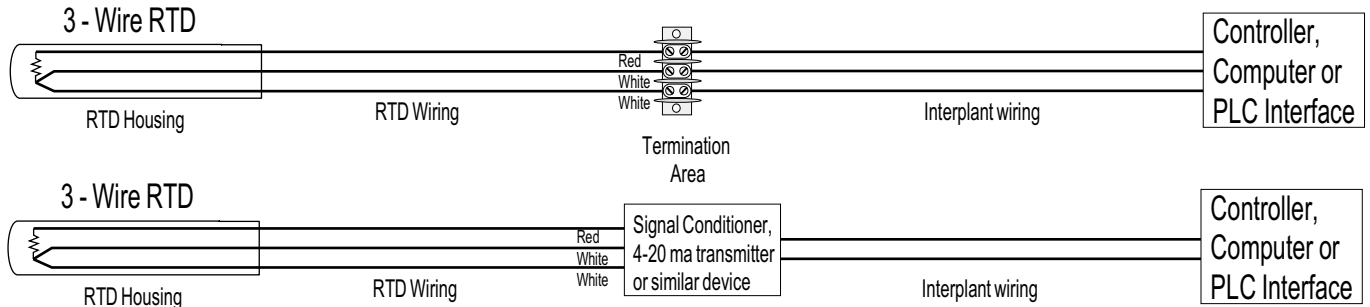 3 - Wire RTD
Red
White
White
RTD Housing
RTD Wiring
Termination
Area
Interplant wiring
Controller,
Computer or
PLC Interface
3 - Wire RTD
Red
White
White
RTD Housing
RTD Wiring
Signal Conditioner,
4-20 ma transmitter
or similar device
Interplant wiring
Controller,
Computer or
PLC Interface